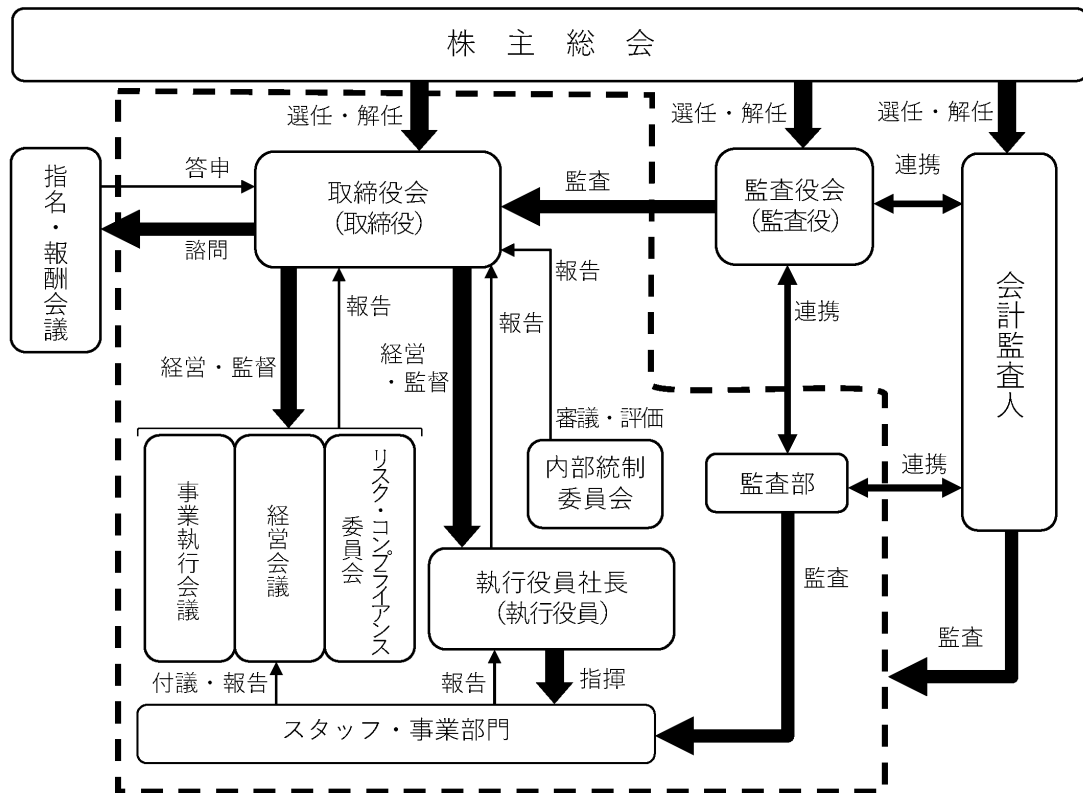 株主総会
選任・解任
選任・解任
選任・解任
指名・報酬会議
答申
諮問
取締役会
(取締役)
監査
監査役会
(監査役)
連携
会計監査人
報告
報告
報告
連携
経営・監督
経営
・監督
審議・評価
内部統制
委員会
監査部
連携
事業執行会議
経営会議
リスク・コンプライアンス
委員会
執行役員社長
(執行役員)
監査
監査
付議・報告
報告
指揮
スタッフ・事業部門